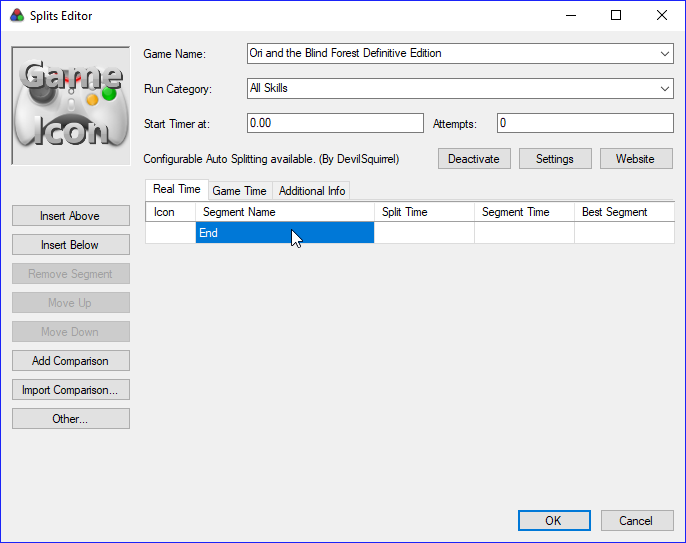 Splits Editor
Game Icon
Game Name: Ori and the Blind Forest Definitive Edition
Run Category: All Skills
Start Timer at: 0.00 Attempts: 0
Configurable Auto Splitting available. (By DevilSquirrel) Deactivate Settings Website
Real Time Game Time Additional Info
Icon Segment Name Split Time Segment Time Best Segment
End
Insert Above
Insert Below
Remove Segment
Move Up
Move Down
Add Comparison
Import Comparison...
Other...
OK Cancel